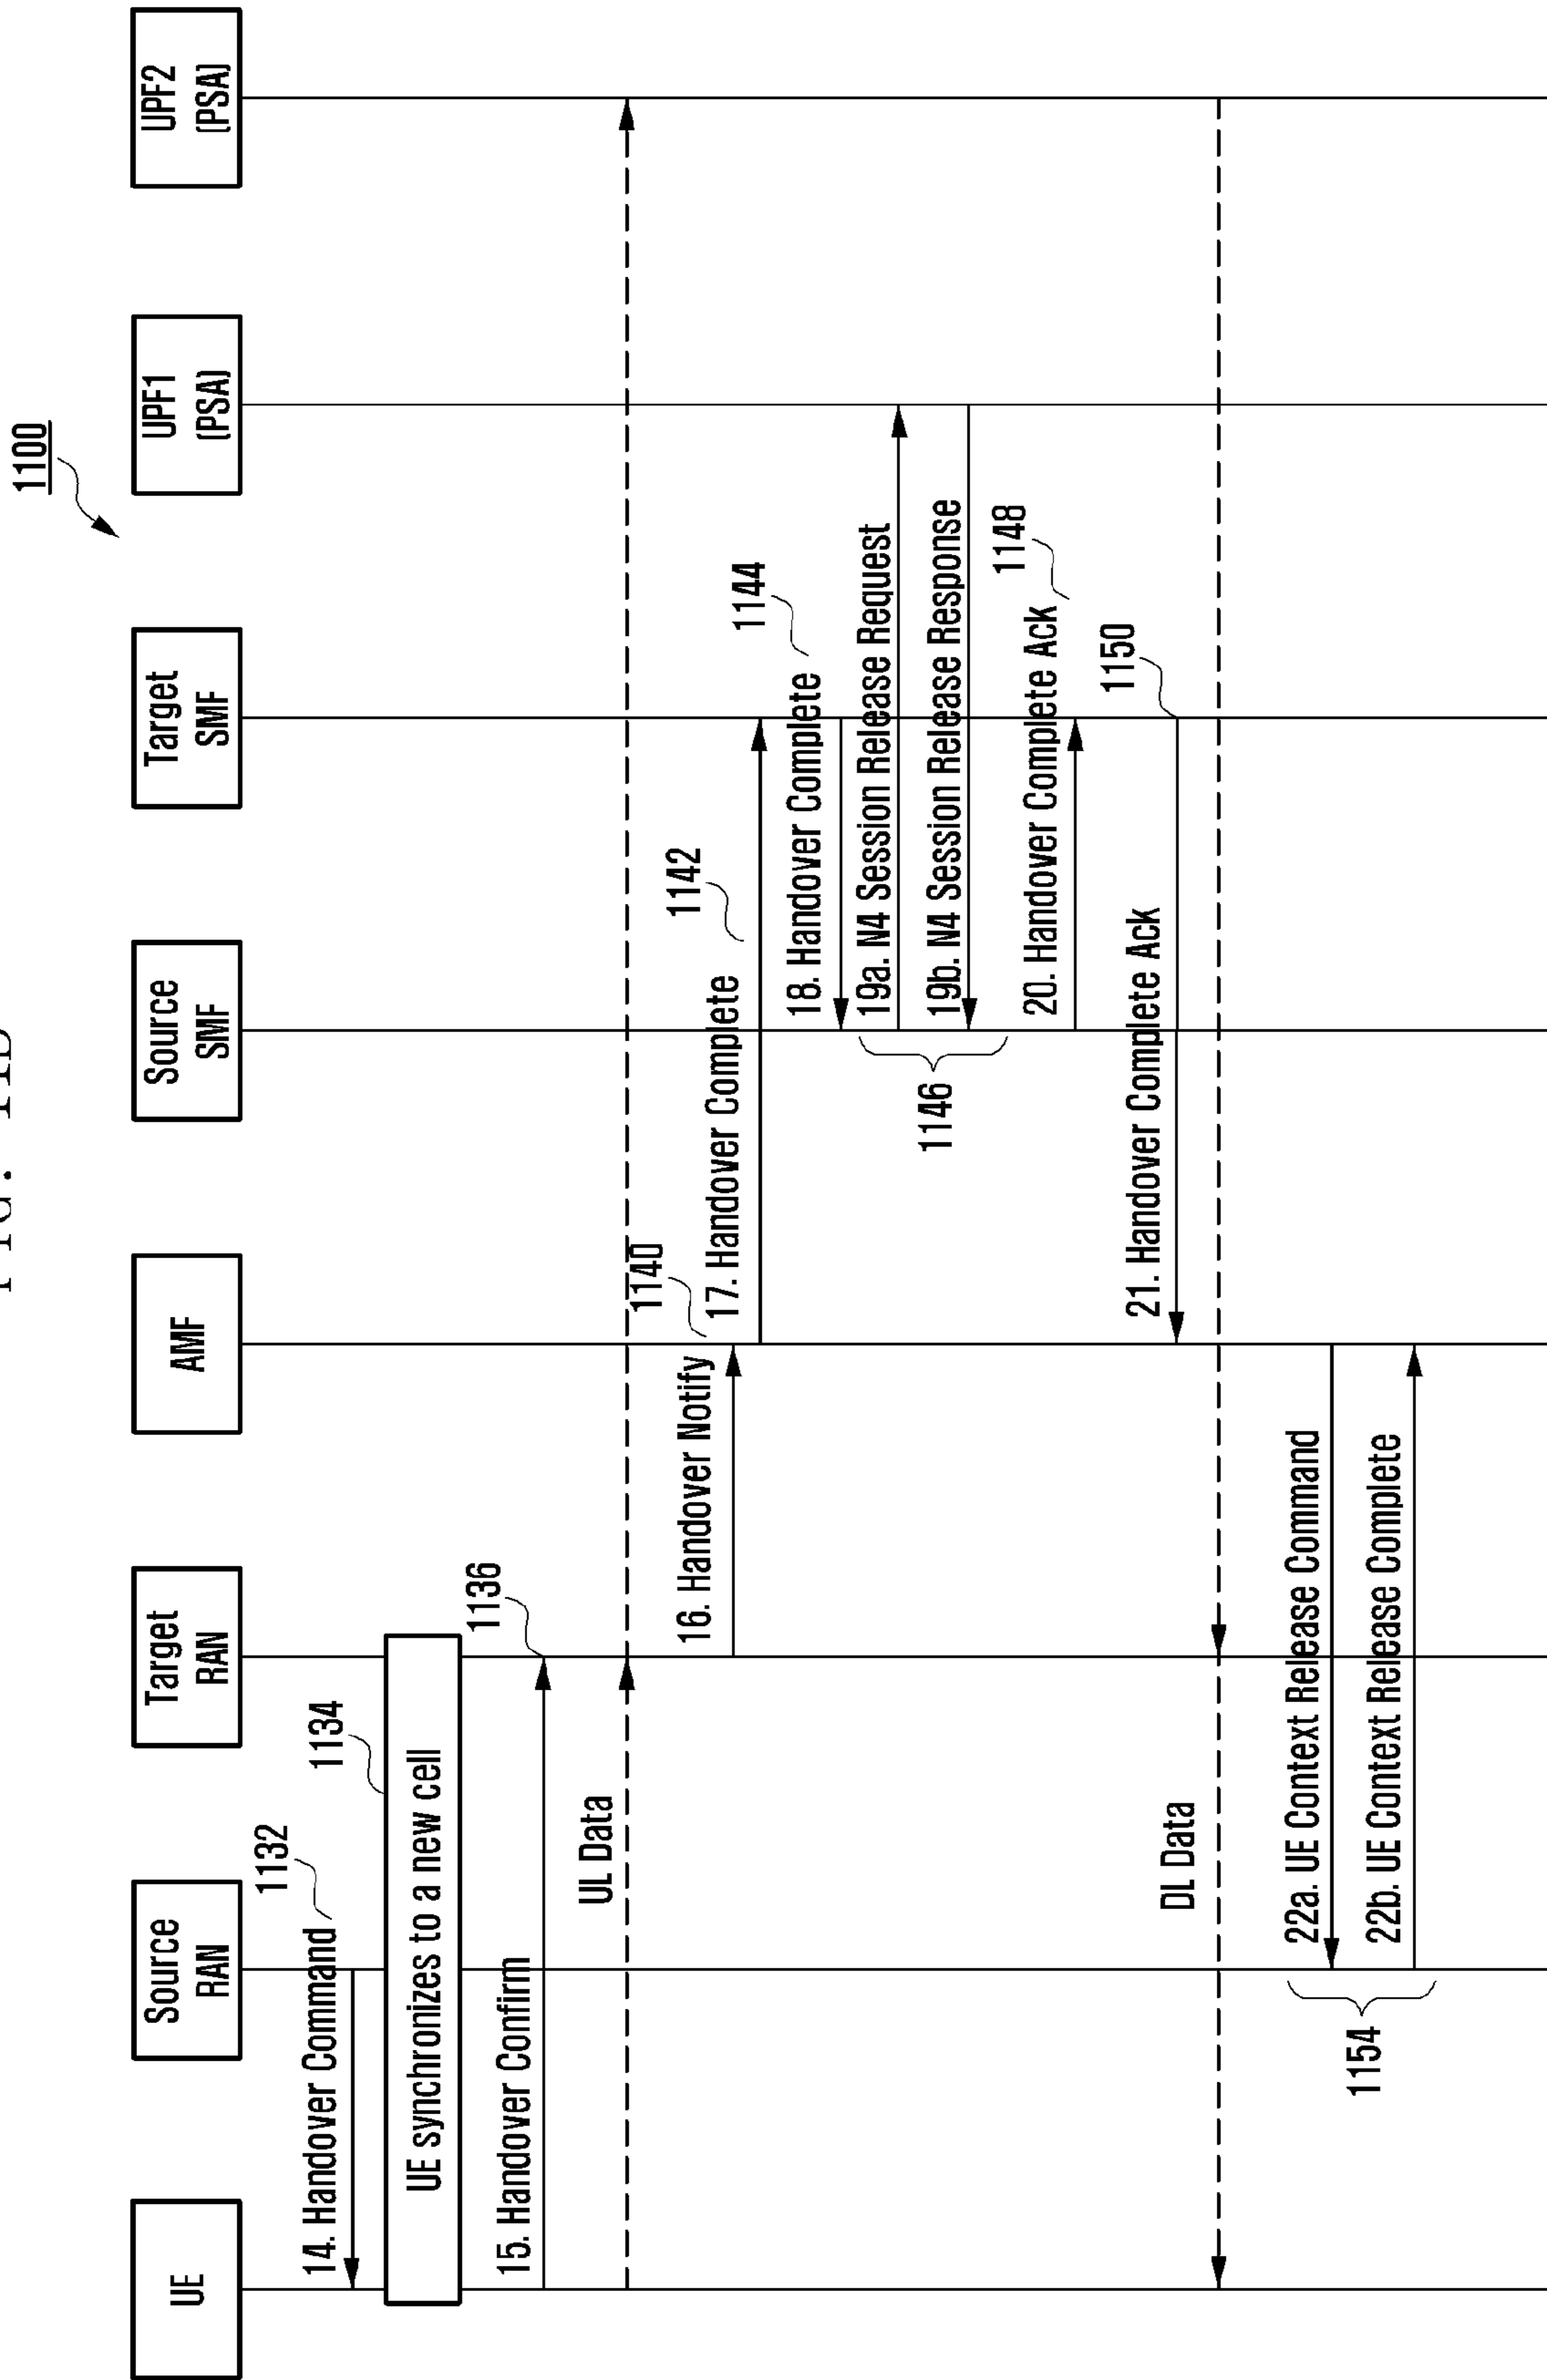 1100
UE
Source
RAN
Target
RAN
AMF
Source
SMF
Target
SMF
UPF1
(PSA)
UPF2
(PSA)
14. Handover Command
1132
UE synchronizes to a new cell
1134
15. Handover Confirm
1136
UL Data
16. Handover Notify
1140
17. Handover Complete
1142
18. Handover Complete
1144
19a. N4 Session Release Request
19b. N4 Session Release Response
1146
20. Handover Complete Ack
1148
21. Handover Complete Ack
1150
DL Data
22a. UE Context Release Command
22b. UE Context Release Complete
1154